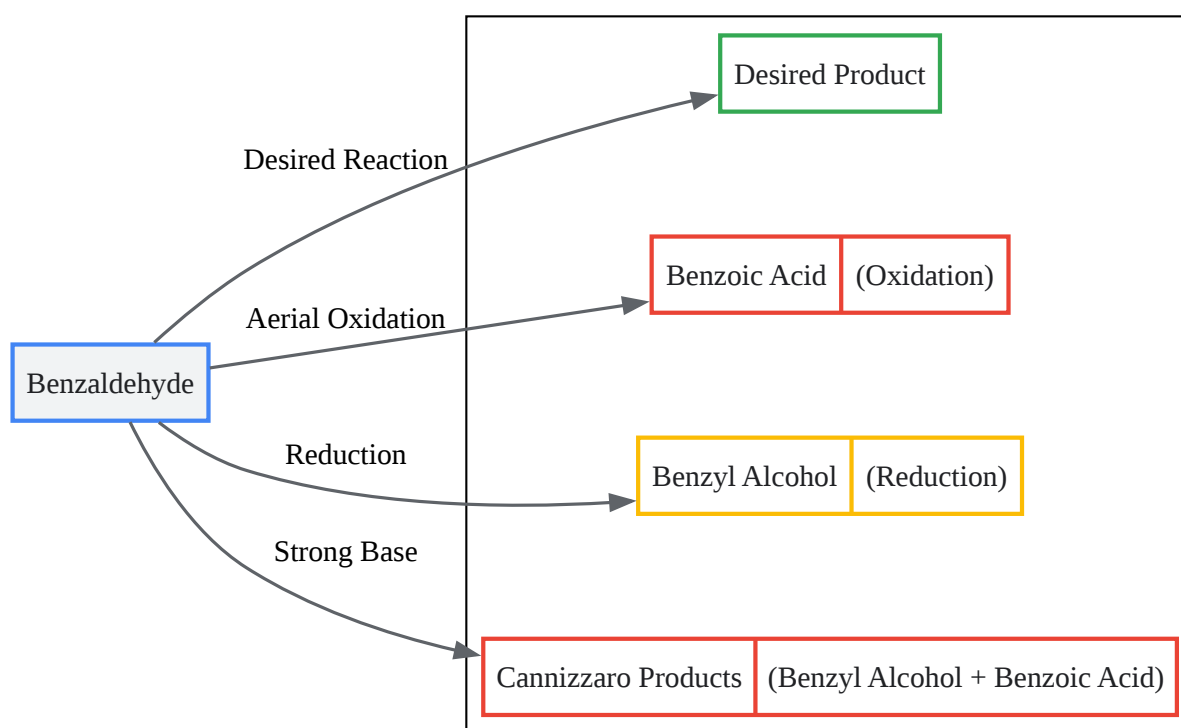 Desired Product
Desired Reaction
Benzoic Acid (Oxidation)
Aerial Oxidation
Benzaldehyde
Reduction
Benzyl Alcohol (Reduction)
Strong Base
Cannizzaro Products (Benzyl Alcohol + Benzoic Acid)